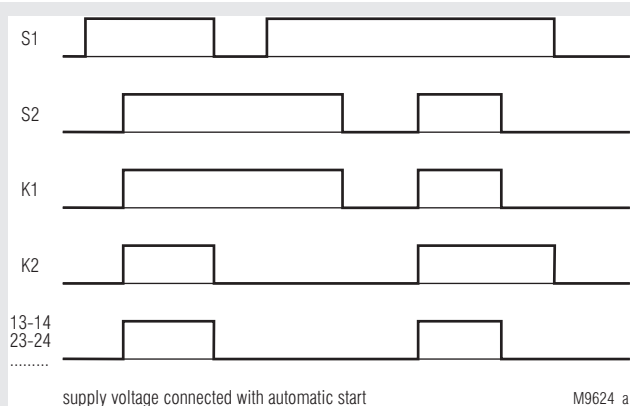 S1
S2
K1
K2
13-14
23-24
.........
supply voltage connected with automatic start
M9624_a